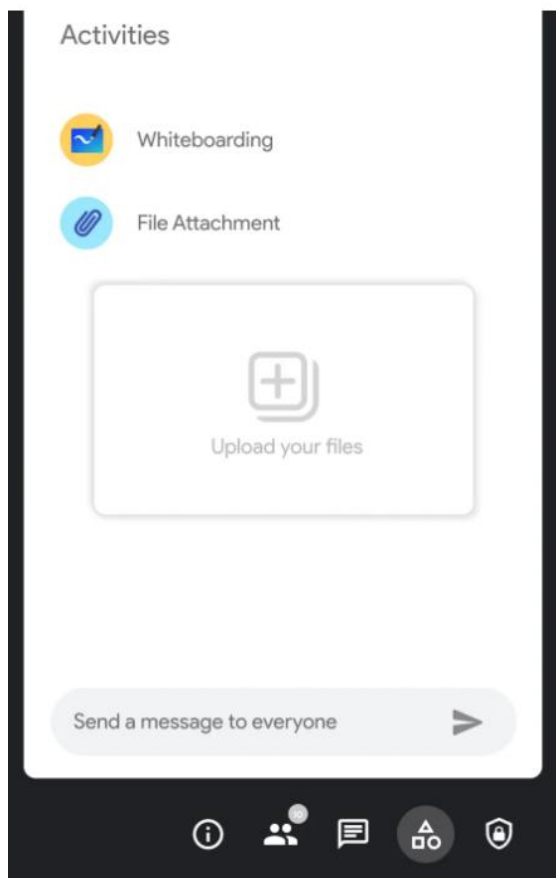 Activities
Whiteboarding
File Attachment
Upload your files
Send a message to everyone